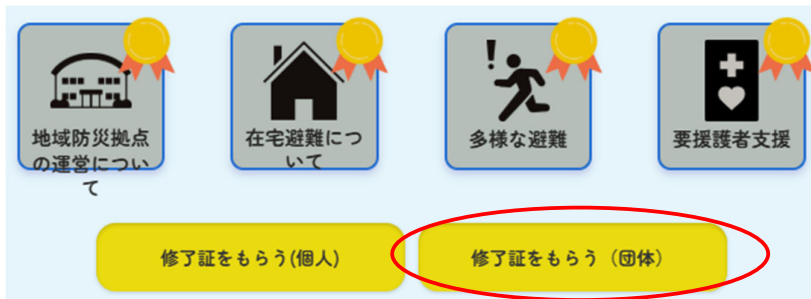 地域防災拠点
の運営につい
て
在宅避難につ
いて
多様な避難
要援護者支援
修了証をもらう(個人)
修了証をもらう（団体）